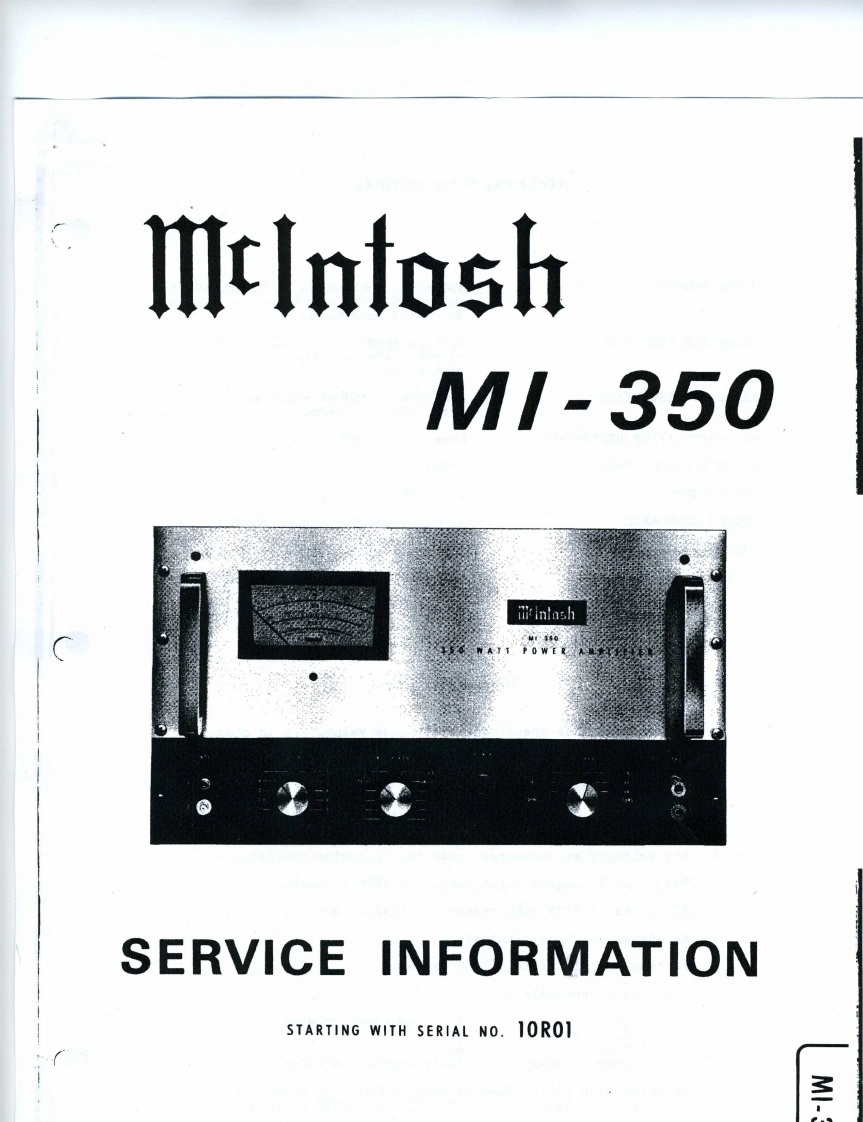 McIntosh
MI-350
McIntosh
MI 350
350 WATT POWER AMPLIFIER
SERVICE INFORMATION
STARTING WITH SERIAL NO. 10R01
MI-3